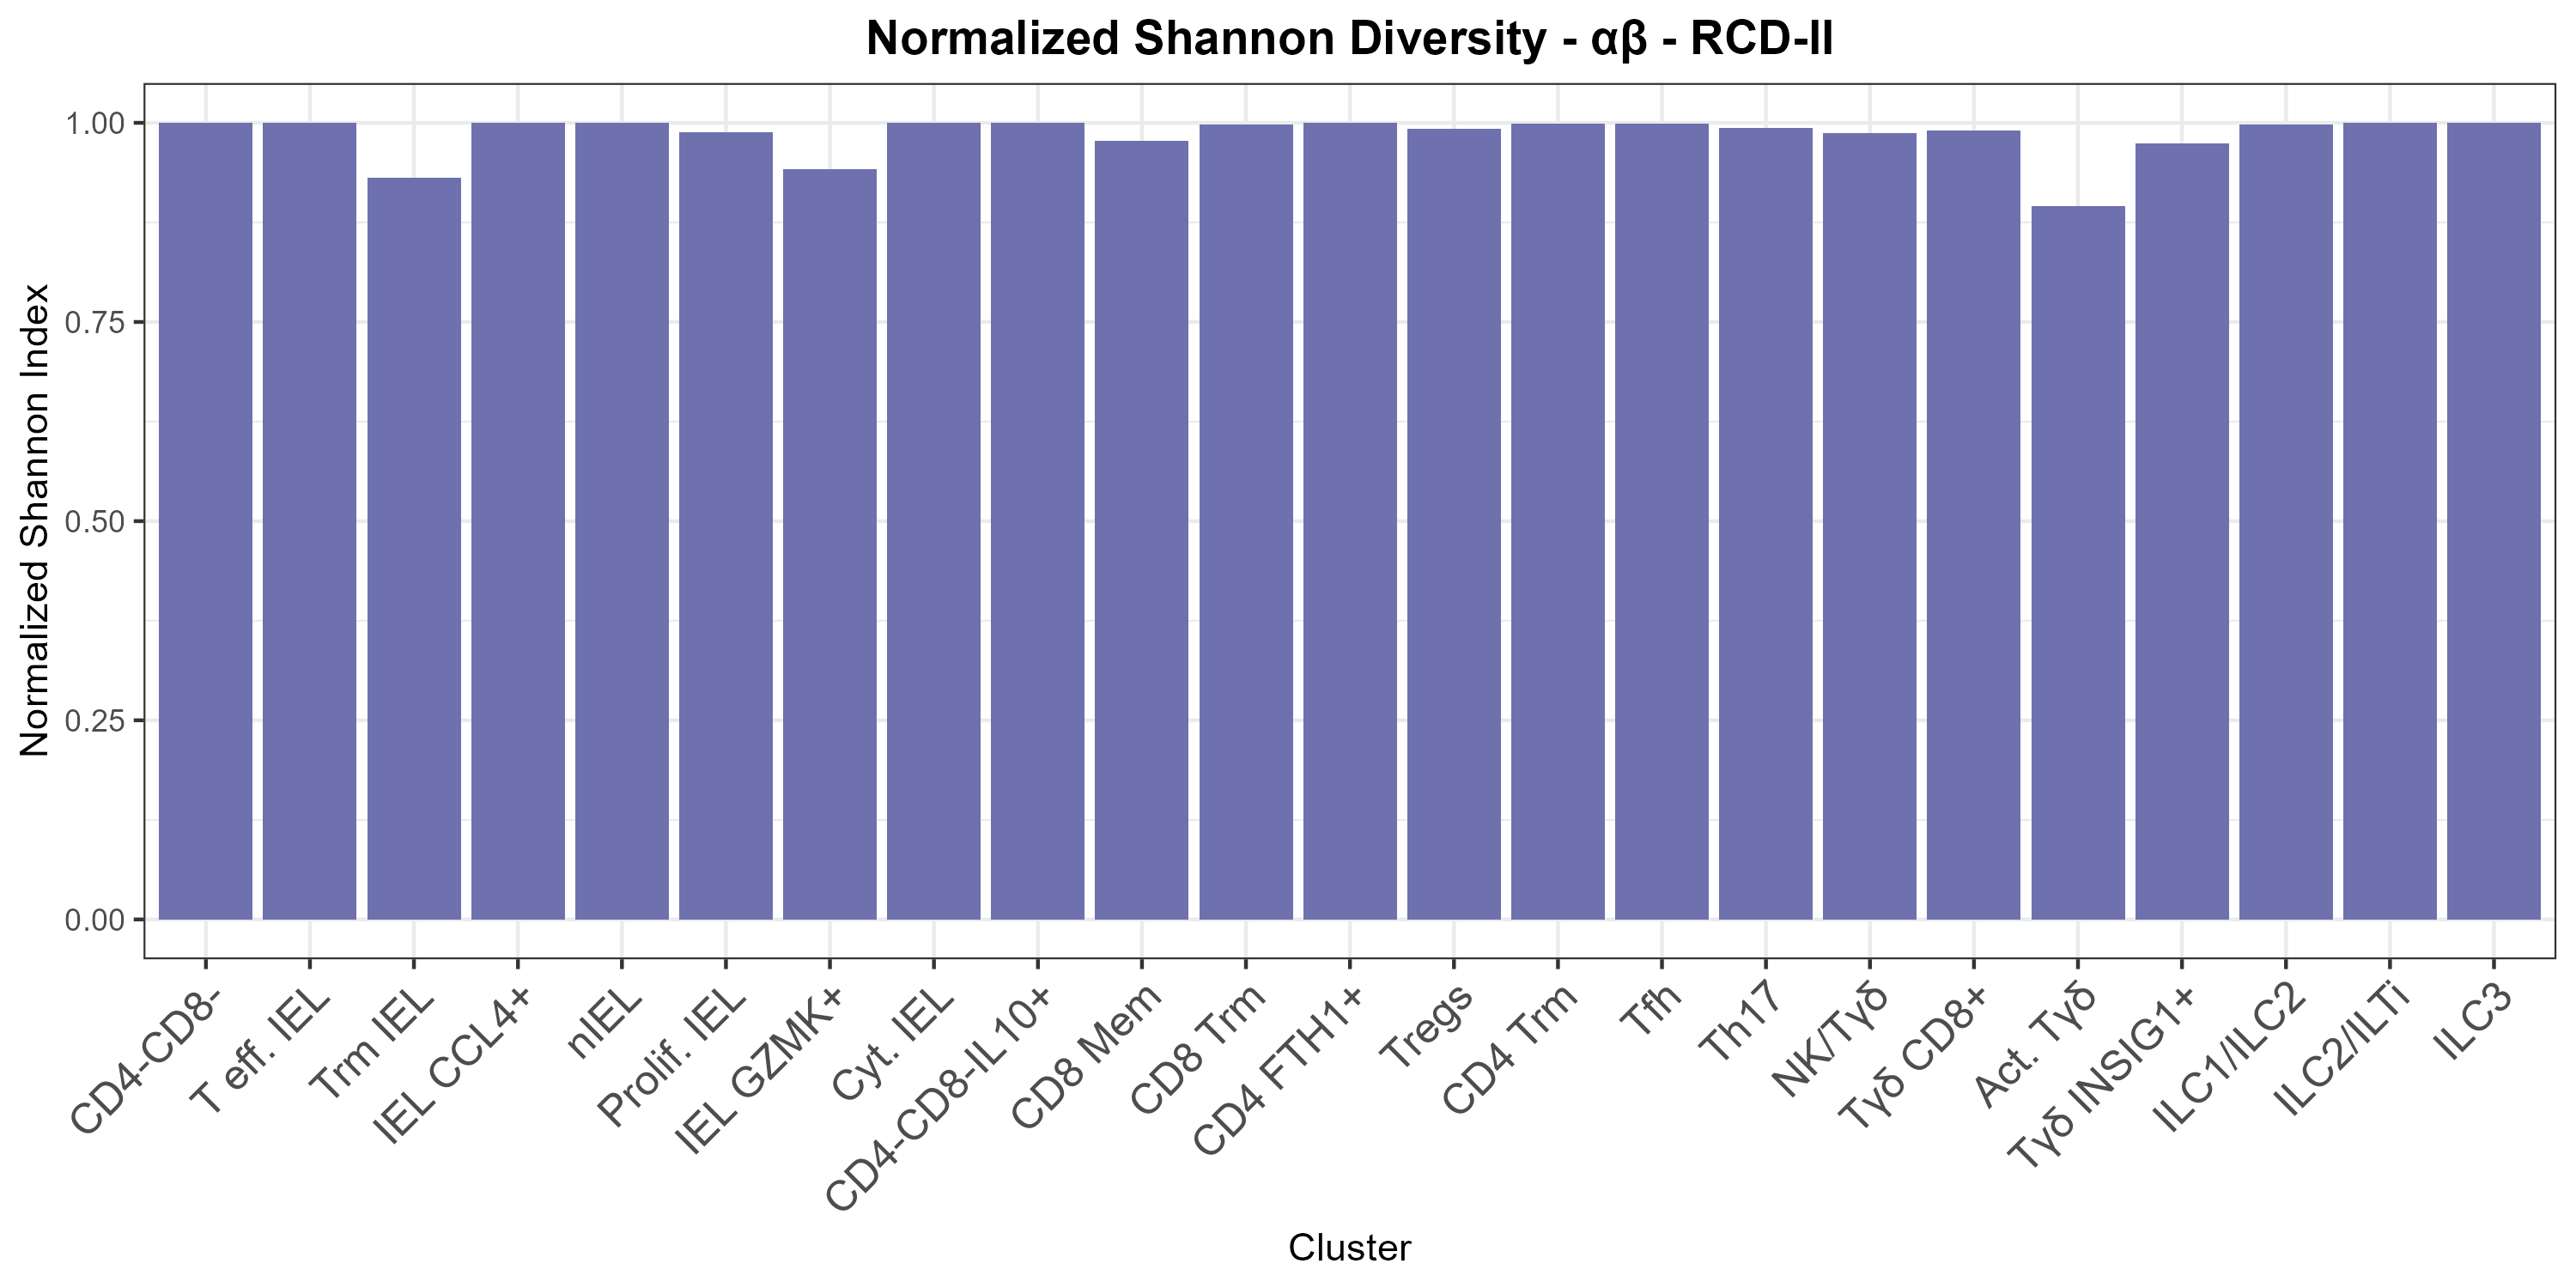 Normalized Shannon Diversity - αβ - RCD-II
Normalized Shannon Index
1.00
0.75
0.50
0.25
0.00
CD4-CD8-
T eff. IEL
Trm IEL
IEL CCL4+
nIEL
Prolif. IEL
IEL GZMK+
Cyt. IEL
CD4-CD8-IL10+
CD8 Mem
CD8 Trm
CD4 FTH1+
Tregs
CD4 Trm
Tfh
Th17
NK/Tγδ
Tγδ CD8+
Act. Tγδ
Tγδ INSIG1+
ILC1/ILC2
ILC2/ILTi
ILC3
Cluster